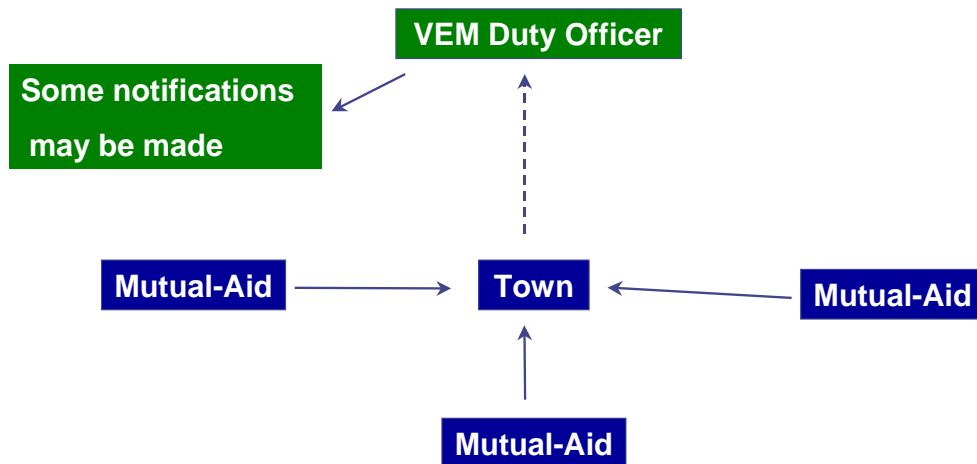 VEM Duty Officer
Some notifications
may be made
Mutual-Aid
Town
Mutual-Aid
Mutual-Aid